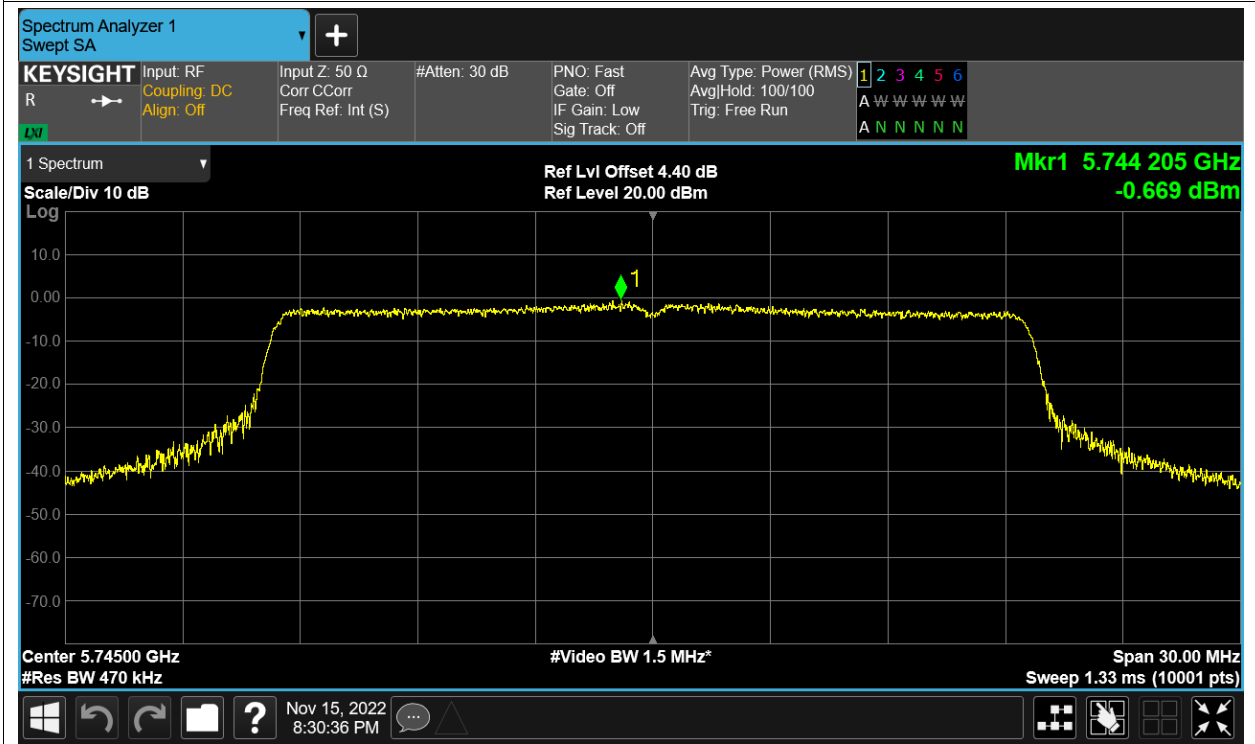 Spectrum Analyzer 1
Swept SA
+
KEYSIGHT
R
LXI
Input: RF
Coupling: DC
Align: Off
Input Z: 50 Ω
Corr CCorr
Freq Ref: Int (S)
#Atten: 30 dB
PNO: Fast
Gate: Off
IF Gain: Low
Sig Track: Off
Avg Type: Power (RMS)
Avg|Hold: 100/100
Trig: Free Run
1 2 3 4 5 6
A W W W W W
A N N N N N
1 Spectrum
Scale/Div 10 dB
Log
Ref Lvl Offset 4.40 dB
Ref Level 20.00 dBm
Mkr1 5.744 205 GHz
-0.669 dBm
1
10.0
0.00
-10.0
-20.0
-30.0
-40.0
-50.0
-60.0
-70.0
Center 5.74500 GHz
#Res BW 470 kHz
#Video BW 1.5 MHz*
Span 30.00 MHz
Sweep 1.33 ms (10001 pts)
?
Nov 15, 2022
8:30:36 PM